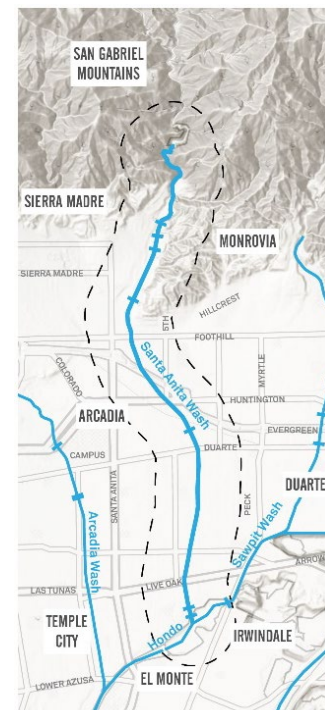 SAN GABRIEL
MOUNTAINS
SIERRA MADRE
MONROVIA
SIERRA MADRE
HILLCREST
5TH
FOOTHILL
COLORADO
MYRTLE
Santa Anita Wash
HUNTINGTON
ARCADIA
EVERGREEN
CAMPUS
DUARTE
SANTA ANITA
PECK
DUARTE
Arcadia Wash
Sawpit Wash
ARROW
LAS TUNAS
LIVE OAK
TEMPLE
CITY
Hondo
IRWINDALE
EL MONTE
LOWER AZUSA